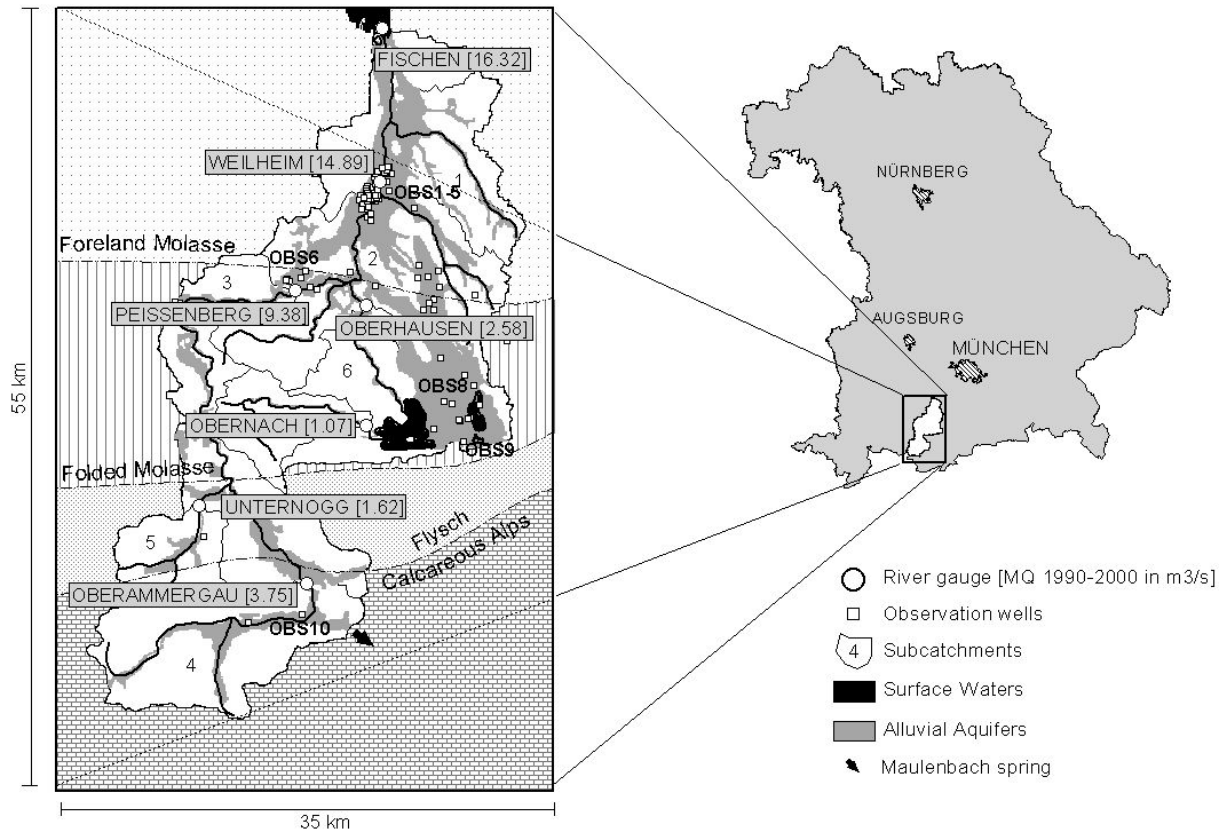 FISCHEN [16.32]
WEILHEIM [14.89]
1
OBS1-5
Foreland Molasse
OBS6
2
3
PEISSENBERG [9.38]
OBERHAUSEN [2.58]
6
OBS8
OBERNACH [1.07]
OBS9
Folded Molasse
UNTERNOGG [1.62]
Flysch
5
Calcareous Alps
OBERAMMERGAU [3.75]
OBS10
4
55 km
35 km
NÜRNBERG
AUGSBURG
MÜNCHEN
River gauge [MQ 1990-2000 in m3/s]
Observation wells
4
Subcatchments
Surface Waters
Alluvial Aquifers
Maulenbach spring